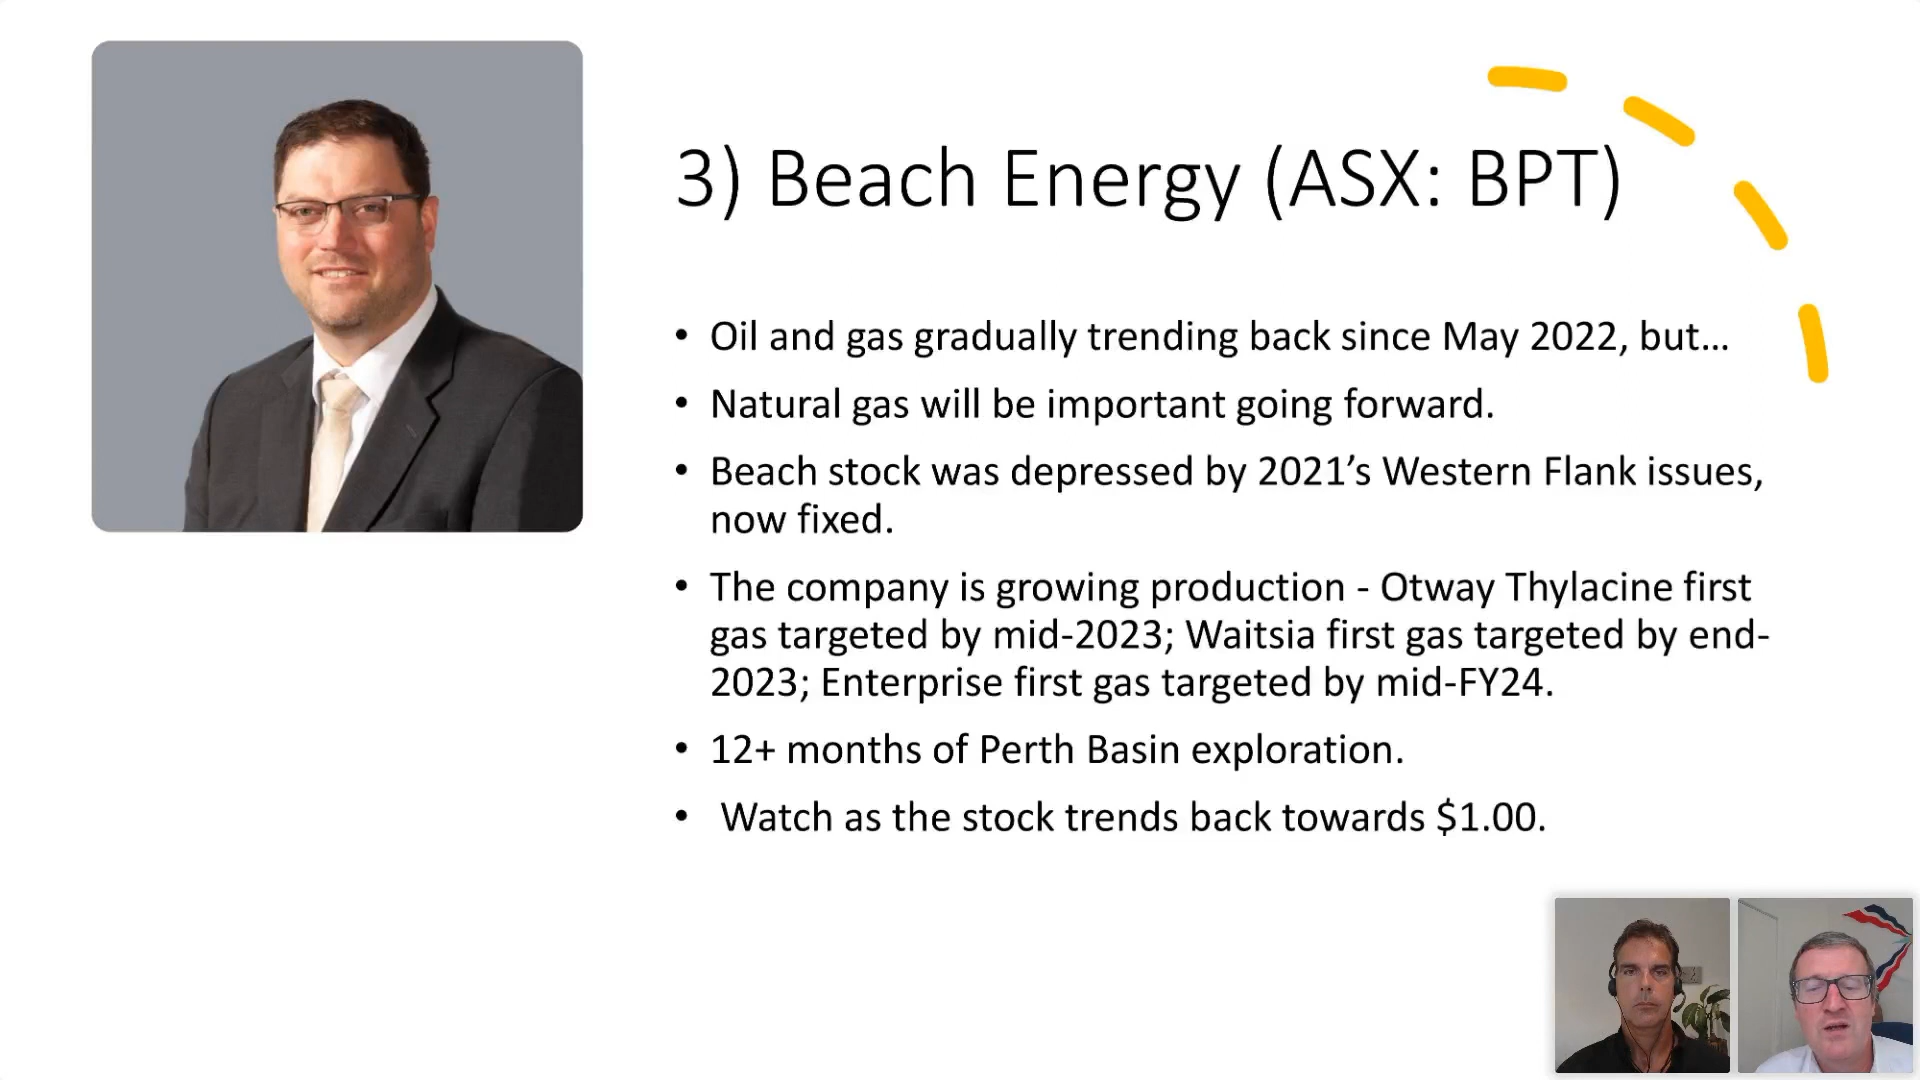 3) Beach Energy (ASX: BPT)
• Oil and gas gradually trending back since May 2022, but…
• Natural gas will be important going forward.
• Beach stock was depressed by 2021’s Western Flank issues,
now fixed.
• The company is growing production - Otway Thylacine first
gas targeted by mid-2023; Waitsia first gas targeted by end-
2023; Enterprise first gas targeted by mid-FY24.
• 12+ months of Perth Basin exploration.
• Watch as the stock trends back towards $1.00.